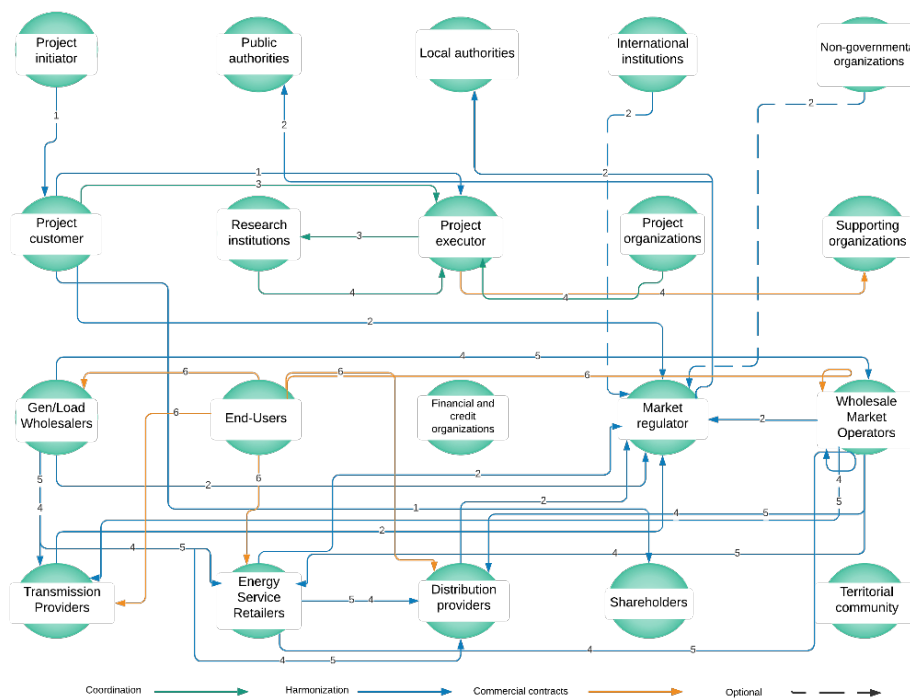 Project
initiator
Public
authorities
Local authorities
International
institutions
Non-governmenta
organizations
1
2
2
2
2
1
3
Project
customer
Research
institutions
3
Project
executor
Project
organizations
Supporting
organizations
4
4
4
2
4 5
6
6
6
6
Gen/Load
Wholesalers
End-Users
Financial and
credit
organizations
Market
regulator
2
Wholesale
Market
Operators
5
4
2
6
2
2
1
4
5
4
5
2
4
5
4
5
Transmission
Providers
Energy
Service
Retailers
5 4
Distribution
providers
Shareholders
Territorial
community
4
5
4
5
Coordination
Harmonization
Commercial contracts
Optional